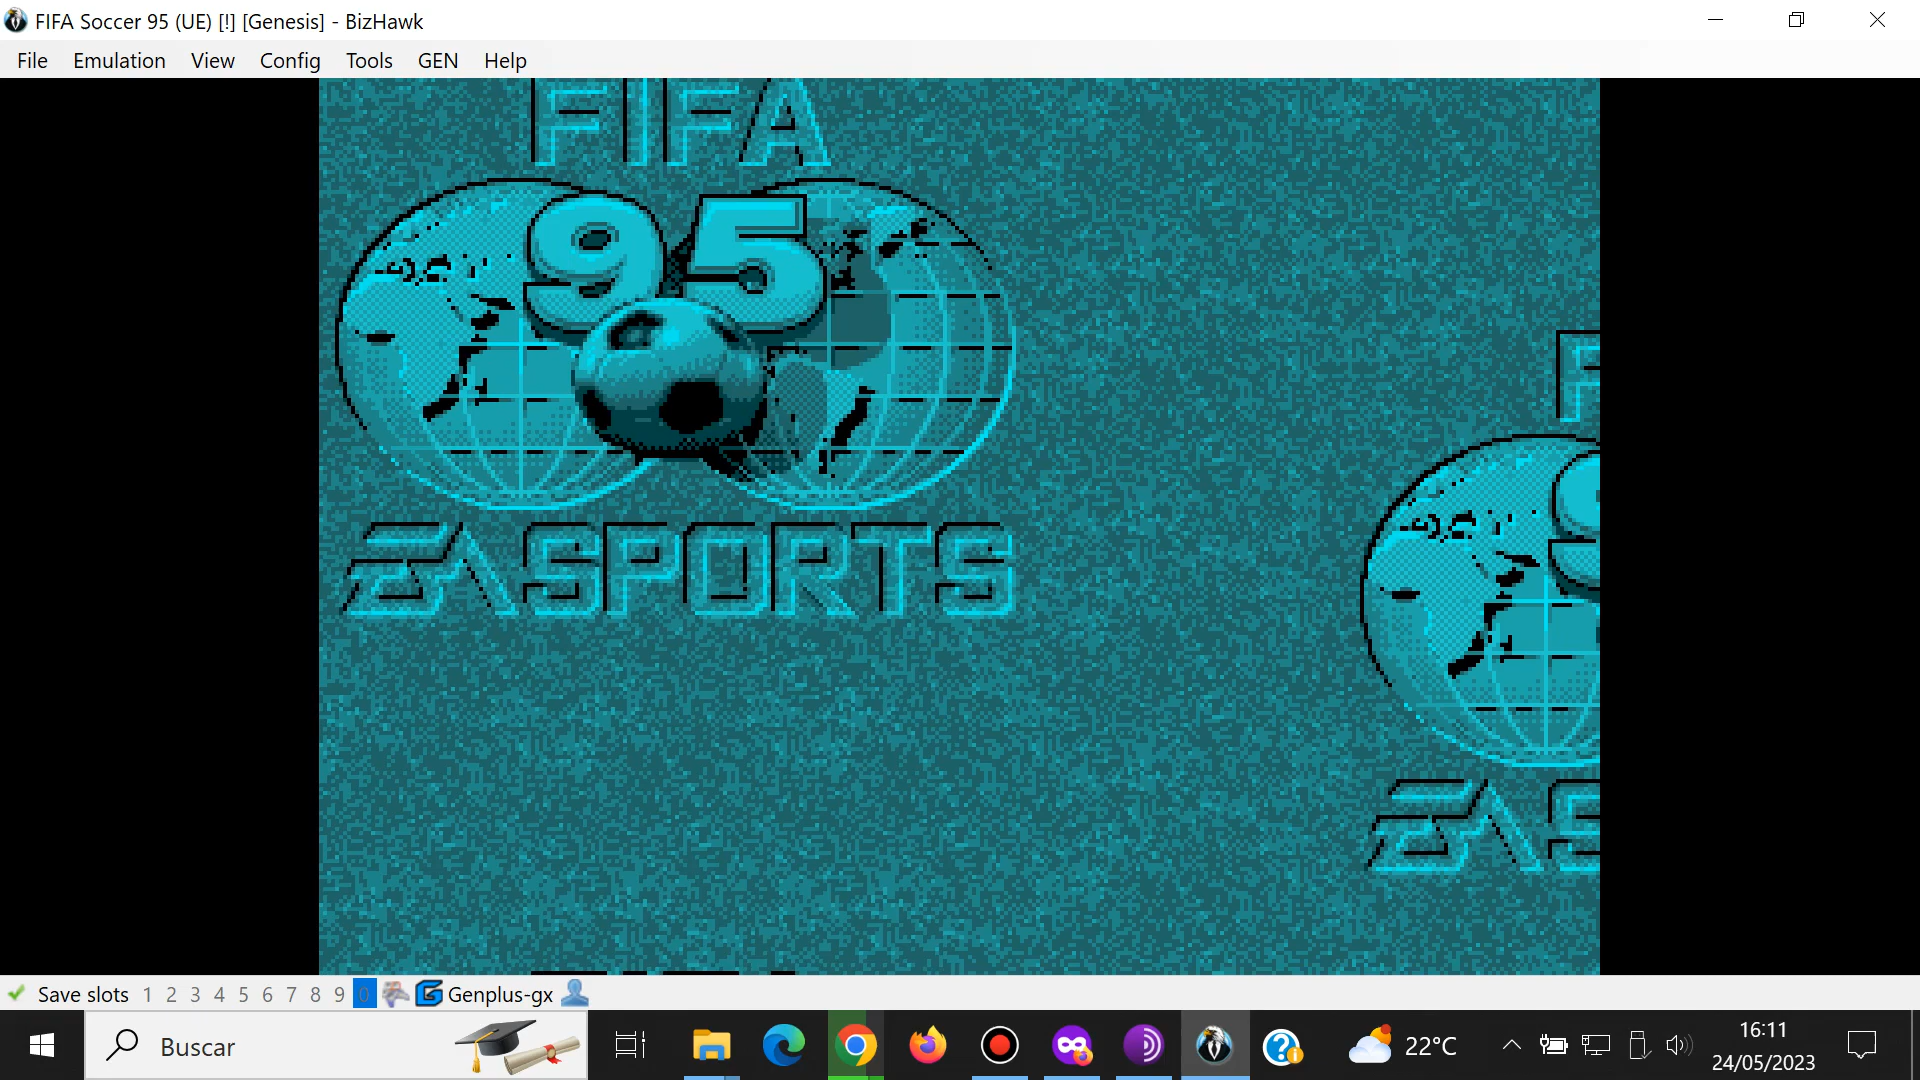 FIFA Soccer 95 (UE) [!] [Genesis] - BizHawk
File Emulation View Config Tools GEN Help
FIFA
95
EA SPORTS
F
9
EA S
Save slots 1 2 3 4 5 6 7 8 9 0 Genplus-gx
Buscar
22°C
16:11
24/05/2023